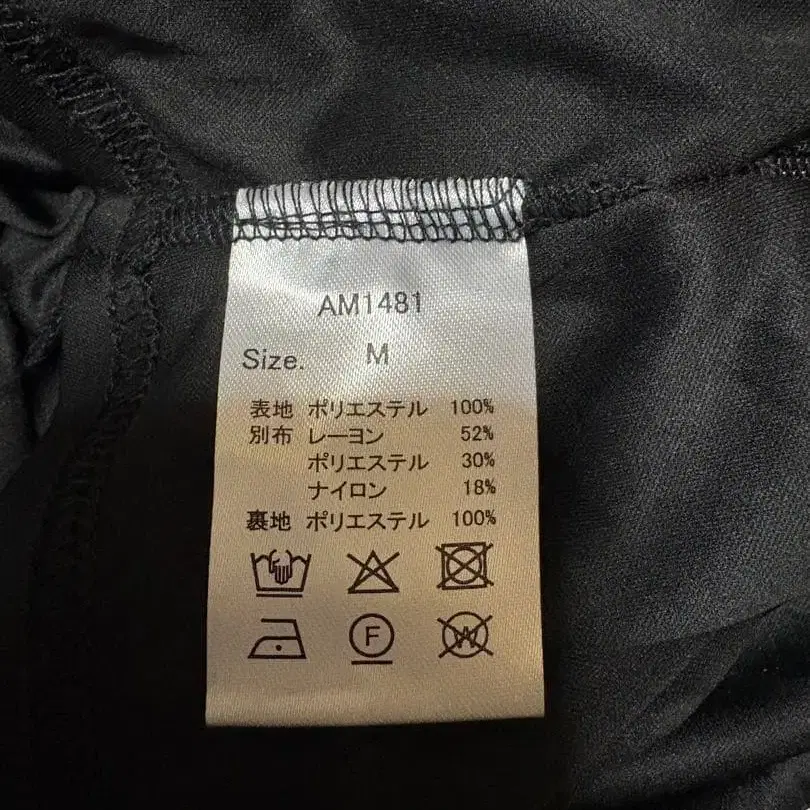 AM1481
Size. M
表地 ポリエステル 100%
別布 レーヨン 52%
ポリエステル 30%
ナイロン 18%
裏地 ポリエステル 100%
F W